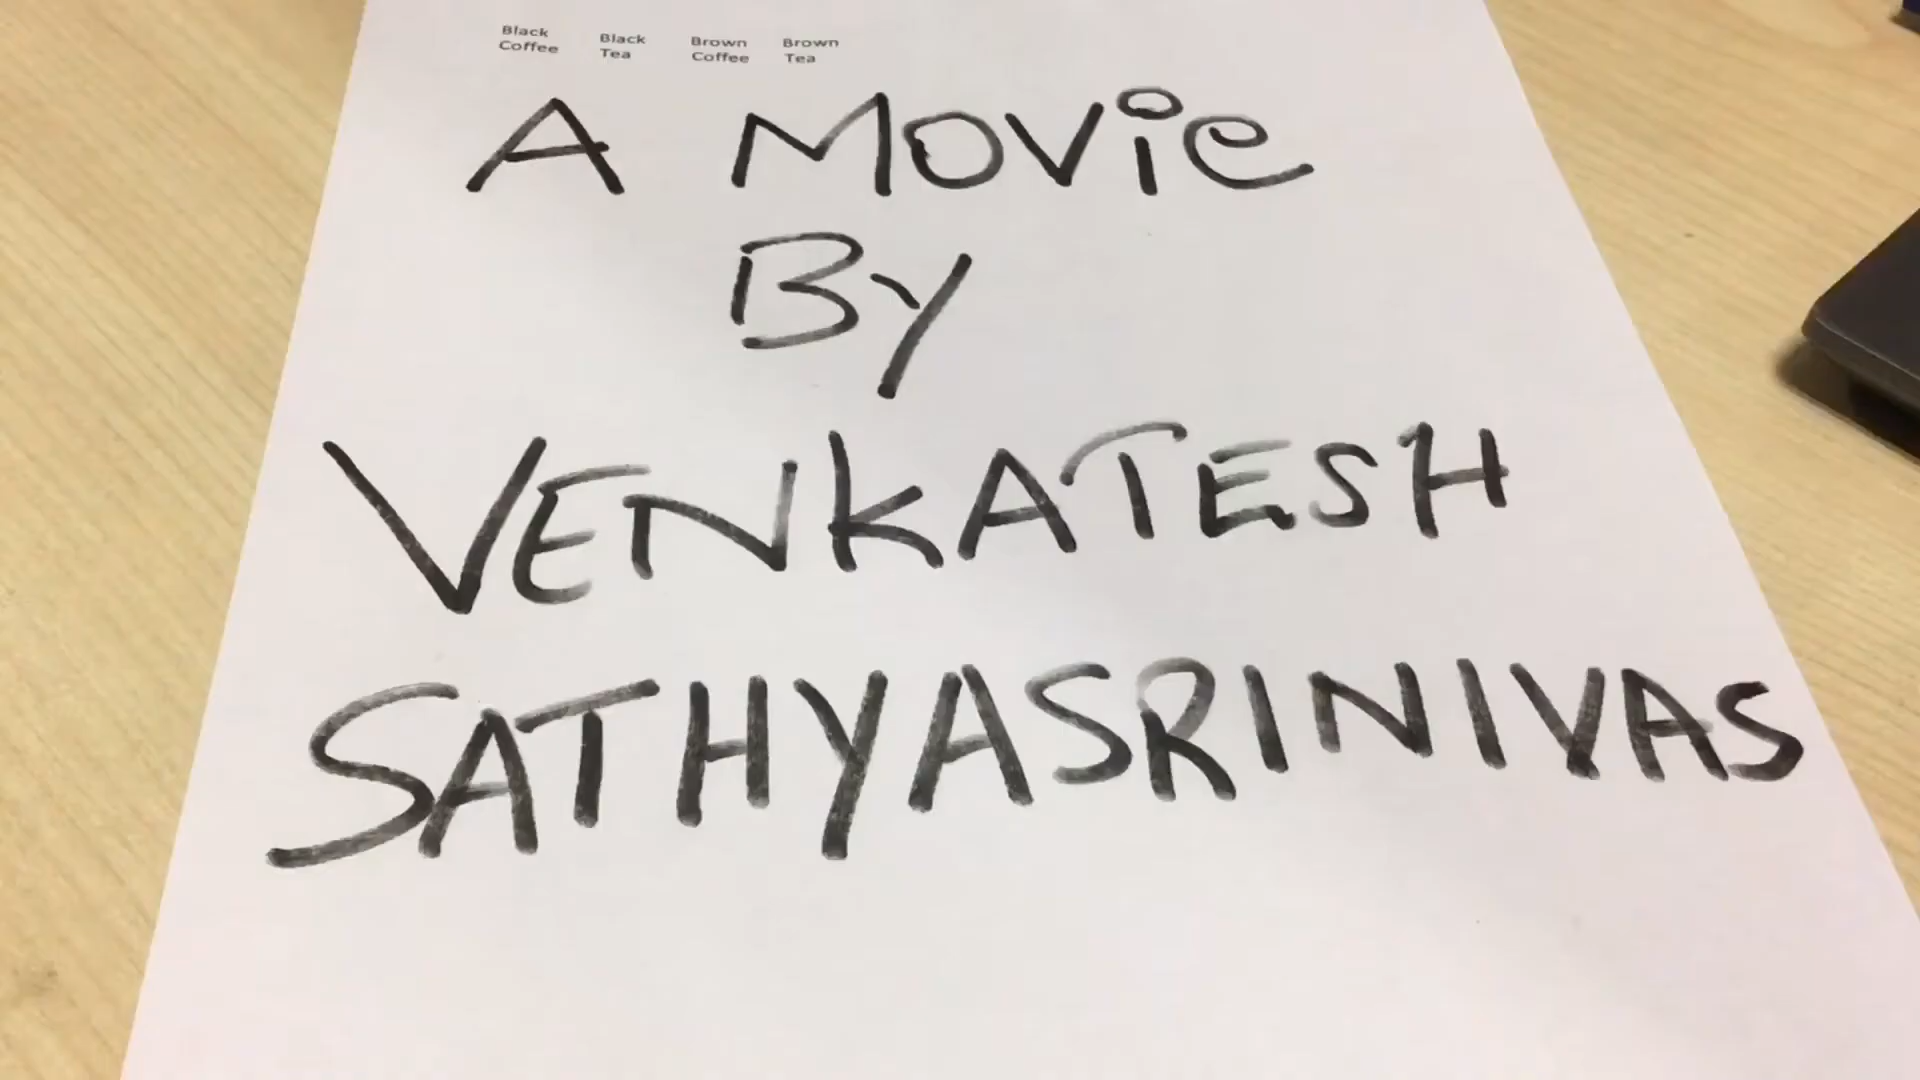 Black Coffee Black Tea Brown Coffee Brown Tea
A MOVie
By
VENKATESH
SATHYASRINIVAS